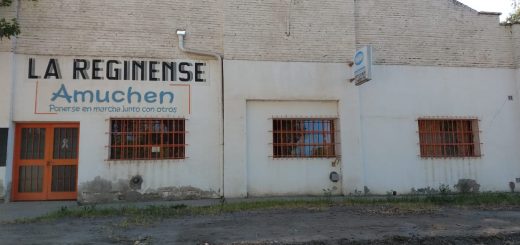 LA REGINENSE
Amuchen
Ponerse en marcha junto con otros